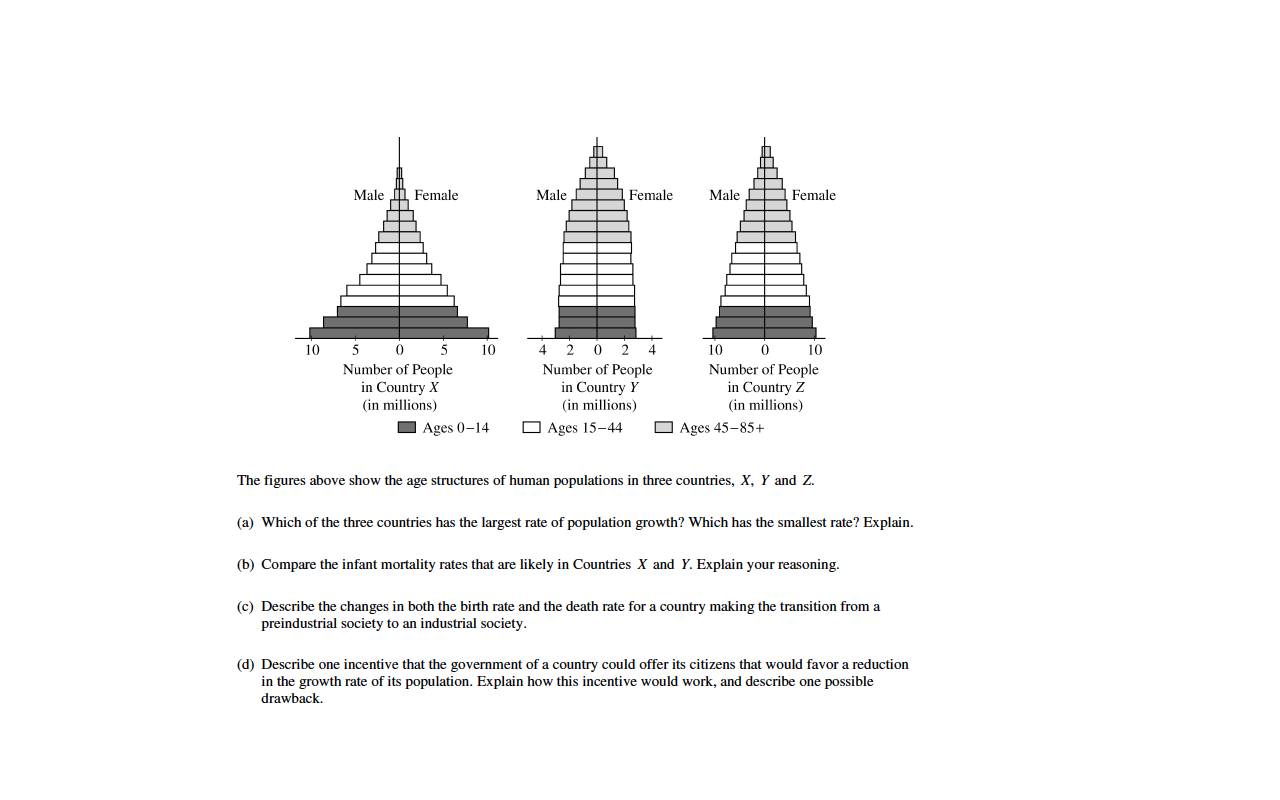 Male Female Male Female Male Female
10 5 0 5 10 4 2 0 2 4 10 0 10
Number of People Number of People Number of People
in Country X in Country Y in Country Z
(in millions) (in millions) (in millions)
Ages 0–14 Ages 15–44 Ages 45–85+
The figures above show the age structures of human populations in three countries, X, Y and Z.
(a) Which of the three countries has the largest rate of population growth? Which has the smallest rate? Explain.
(b) Compare the infant mortality rates that are likely in Countries X and Y. Explain your reasoning.
(c) Describe the changes in both the birth rate and the death rate for a country making the transition from a
preindustrial society to an industrial society.
(d) Describe one incentive that the government of a country could offer its citizens that would favor a reduction
in the growth rate of its population. Explain how this incentive would work, and describe one possible
drawback.